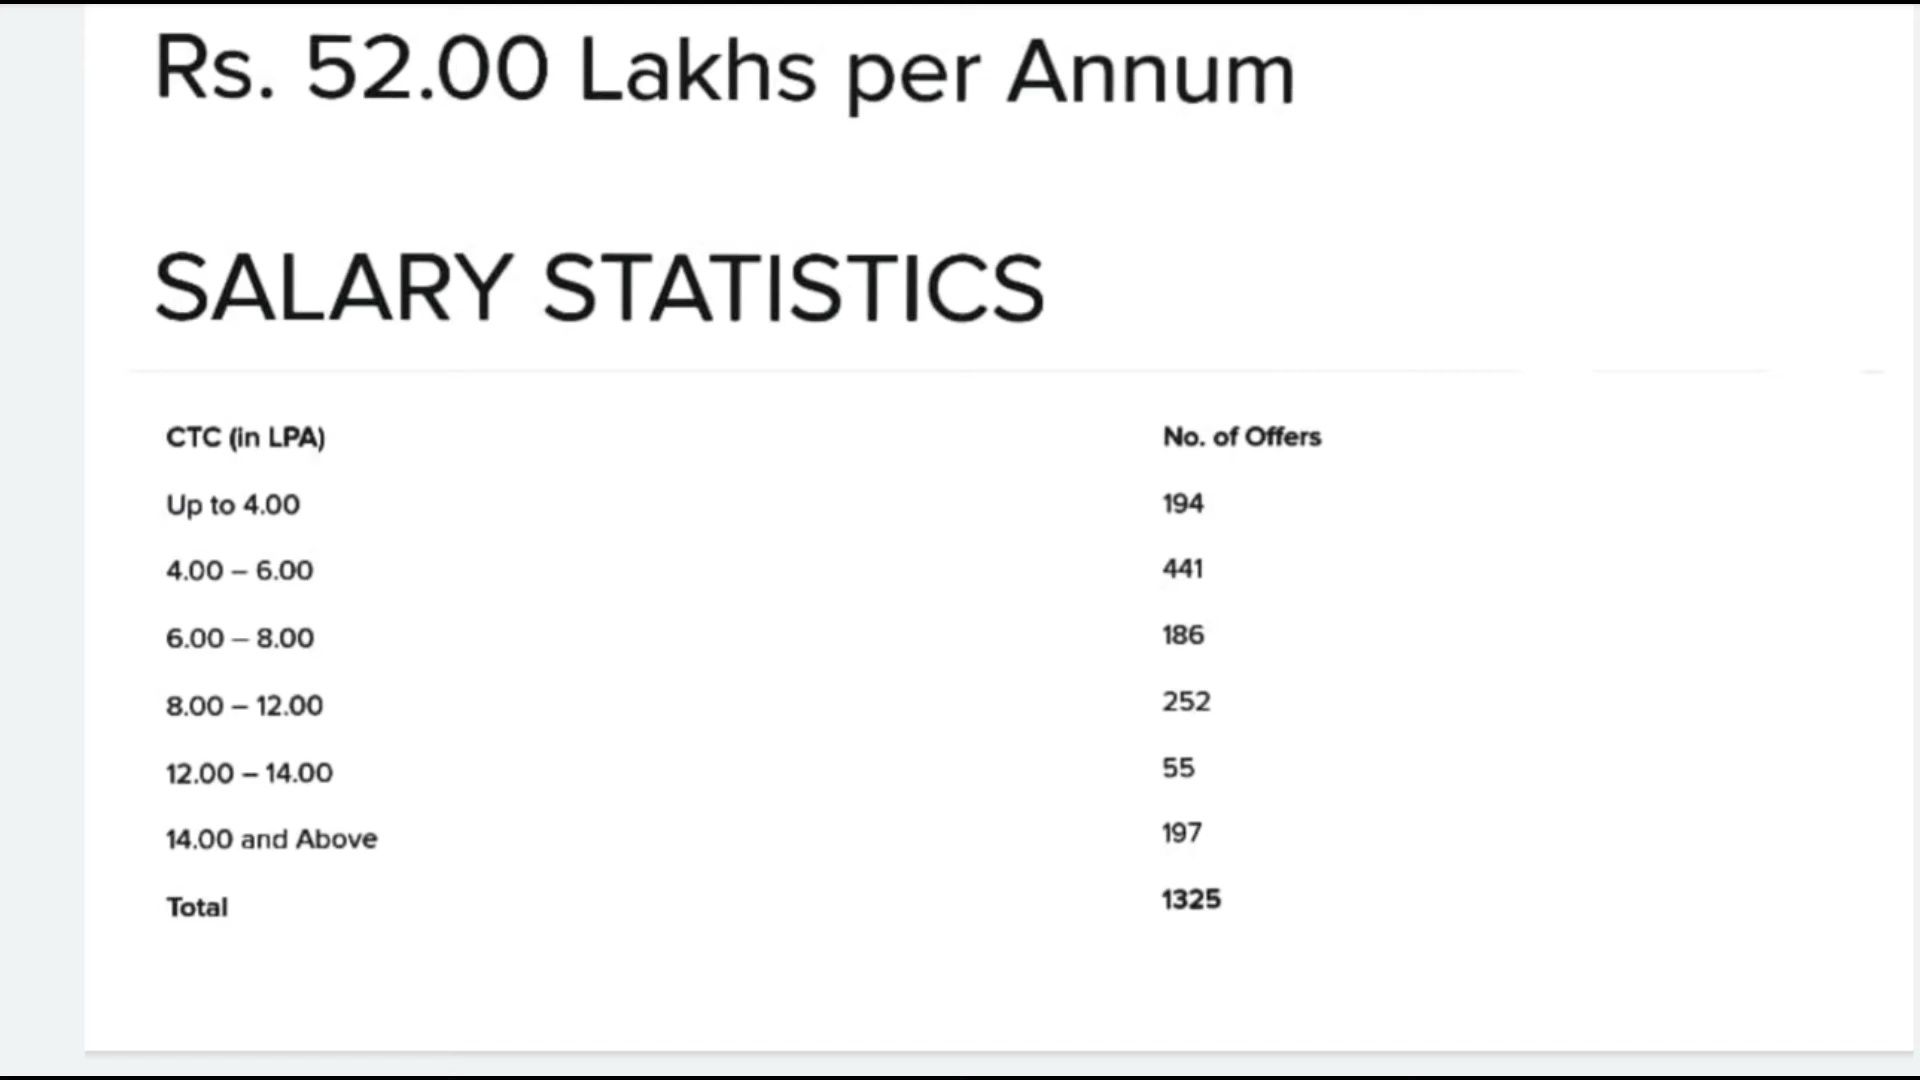 Rs. 52.00 Lakhs per Annum
SALARY STATISTICS
CTC (in LPA) No. of Offers
Up to 4.00 194
4.00 – 6.00 441
6.00 – 8.00 186
8.00 – 12.00 252
12.00 – 14.00 55
14.00 and Above 197
Total 1325